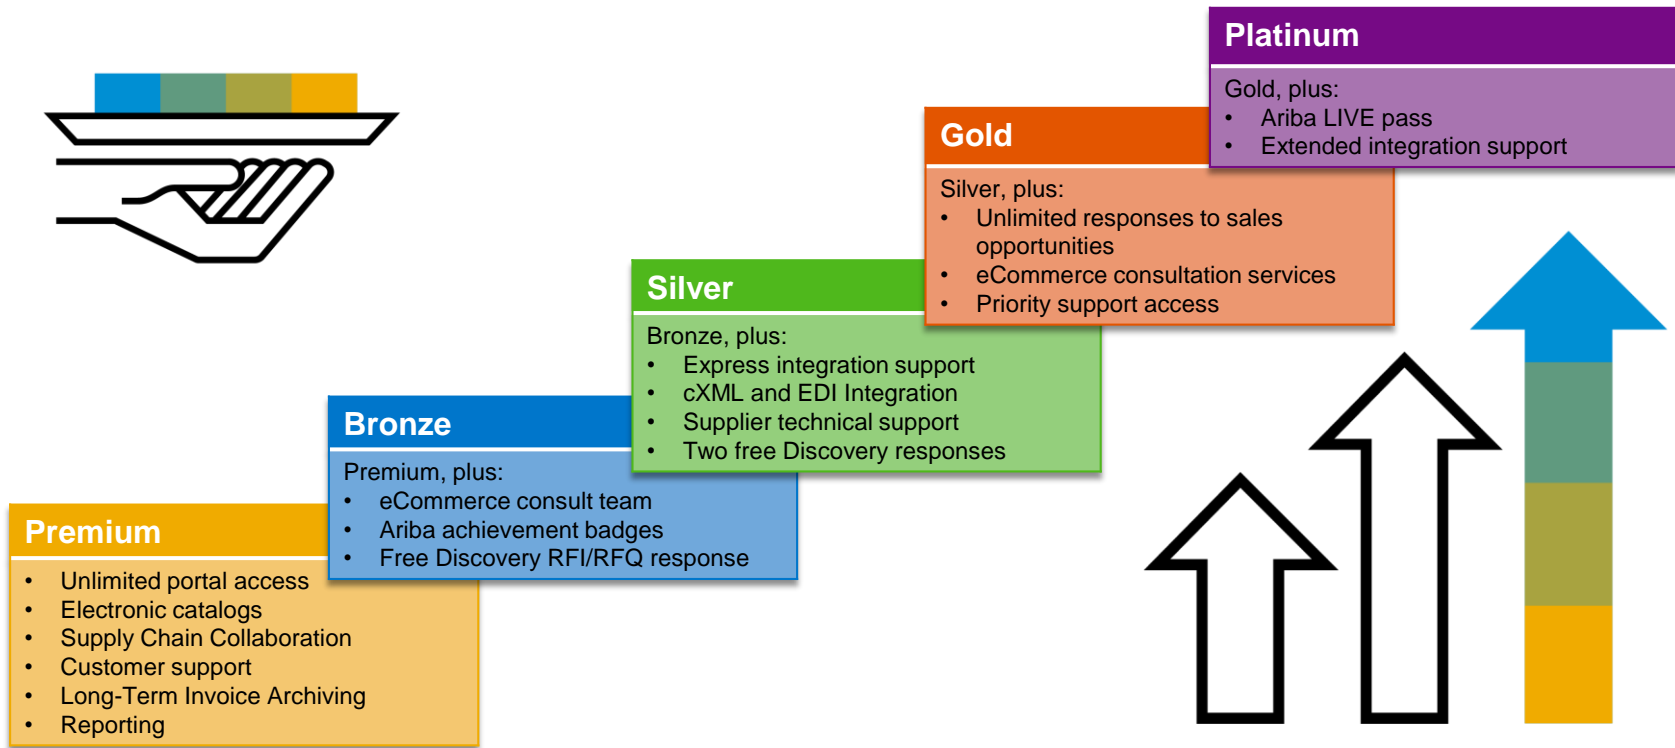 Platinum
Gold, plus:
• Ariba LIVE pass
• Extended integration support
Gold
Silver, plus:
• Unlimited responses to sales
opportunities
• eCommerce consultation services
• Priority support access
Silver
Bronze, plus:
• Express integration support
• cXML and EDI Integration
• Supplier technical support
• Two free Discovery responses
Bronze
Premium, plus:
• eCommerce consult team
• Ariba achievement badges
• Free Discovery RFI/RFQ response
Premium
• Unlimited portal access
• Electronic catalogs
• Supply Chain Collaboration
• Customer support
• Long-Term Invoice Archiving
• Reporting